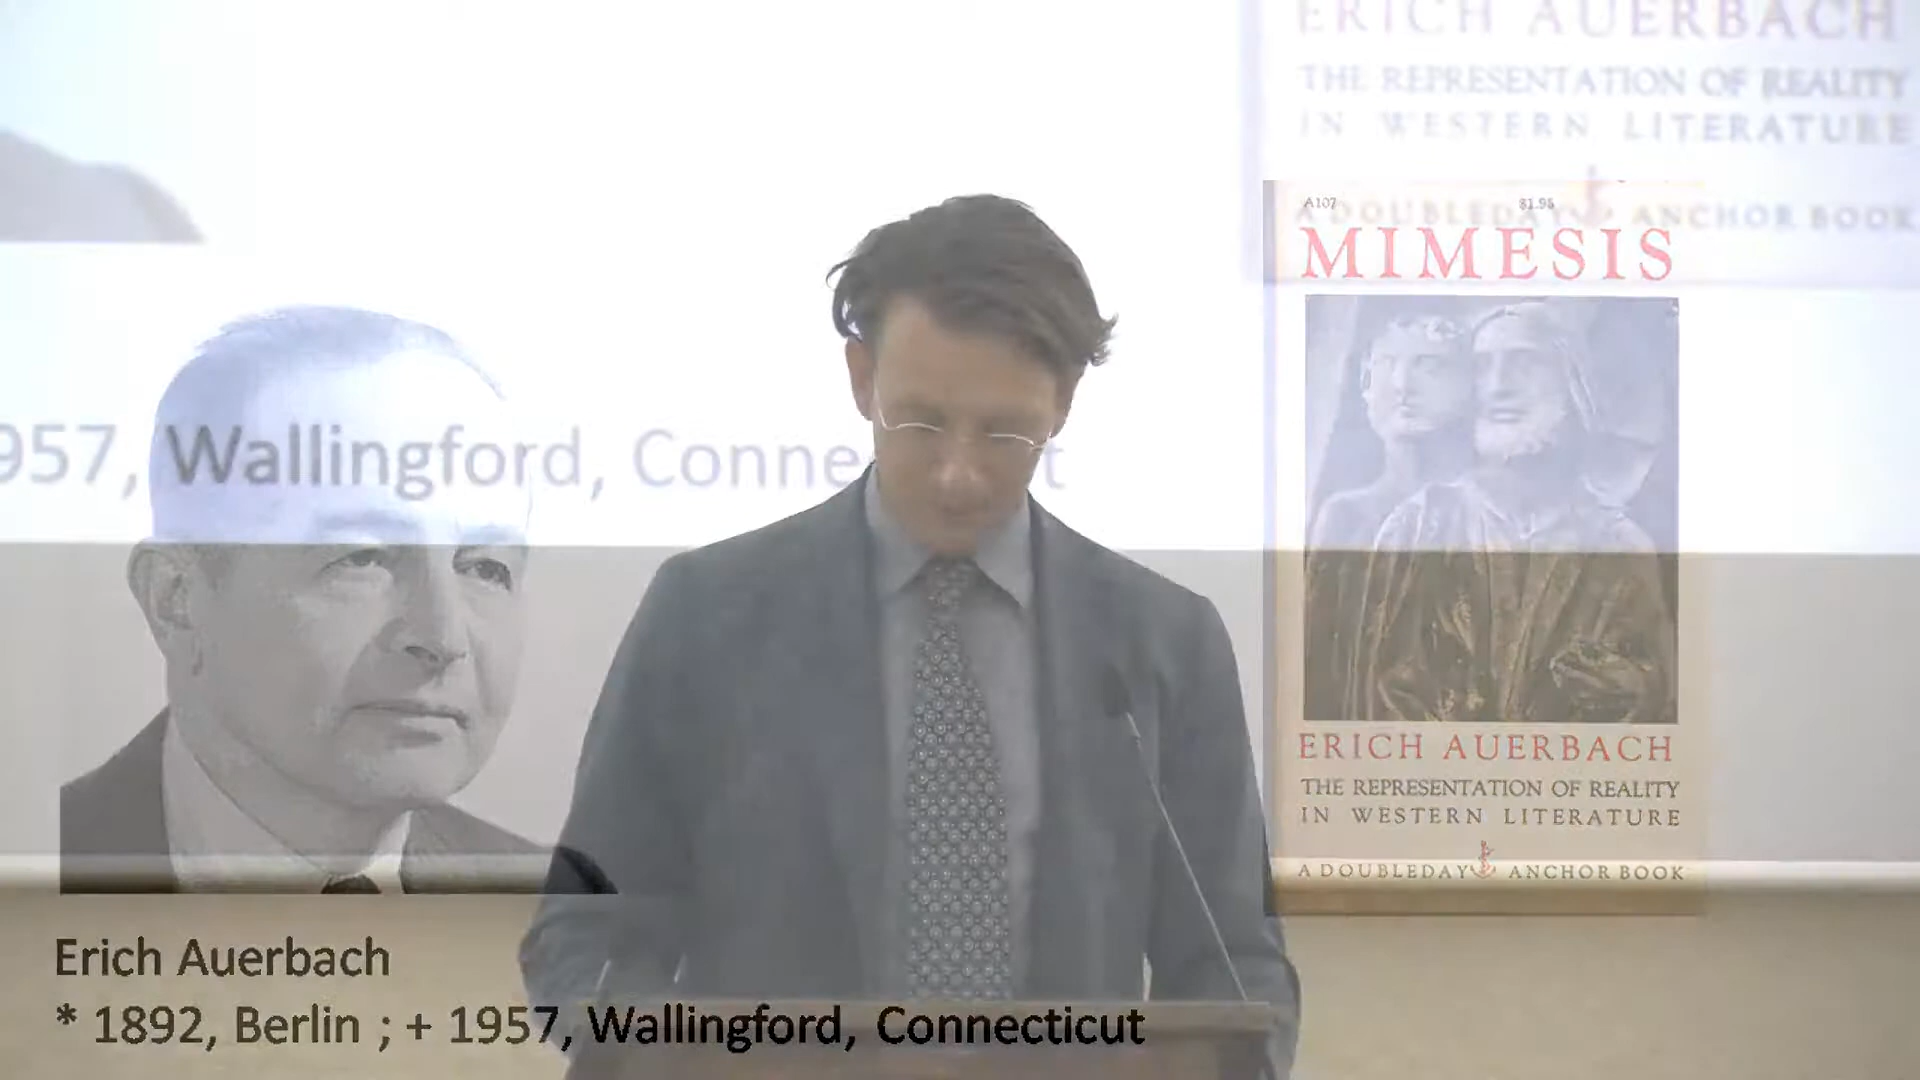 ERICH AUERBACH
THE REPRESENTATION OF REALITY
IN WESTERN LITERATURE
A DOUBLEDAY ANCHOR BOOK
957, Wallingford, Conne t
A107 $1.95
MIMESIS
ERICH AUERBACH
THE REPRESENTATION OF REALITY
IN WESTERN LITERATURE
A DOUBLEDAY ANCHOR BOOK
Erich Auerbach
* 1892, Berlin ; + 1957, Wallingford, Connecticut